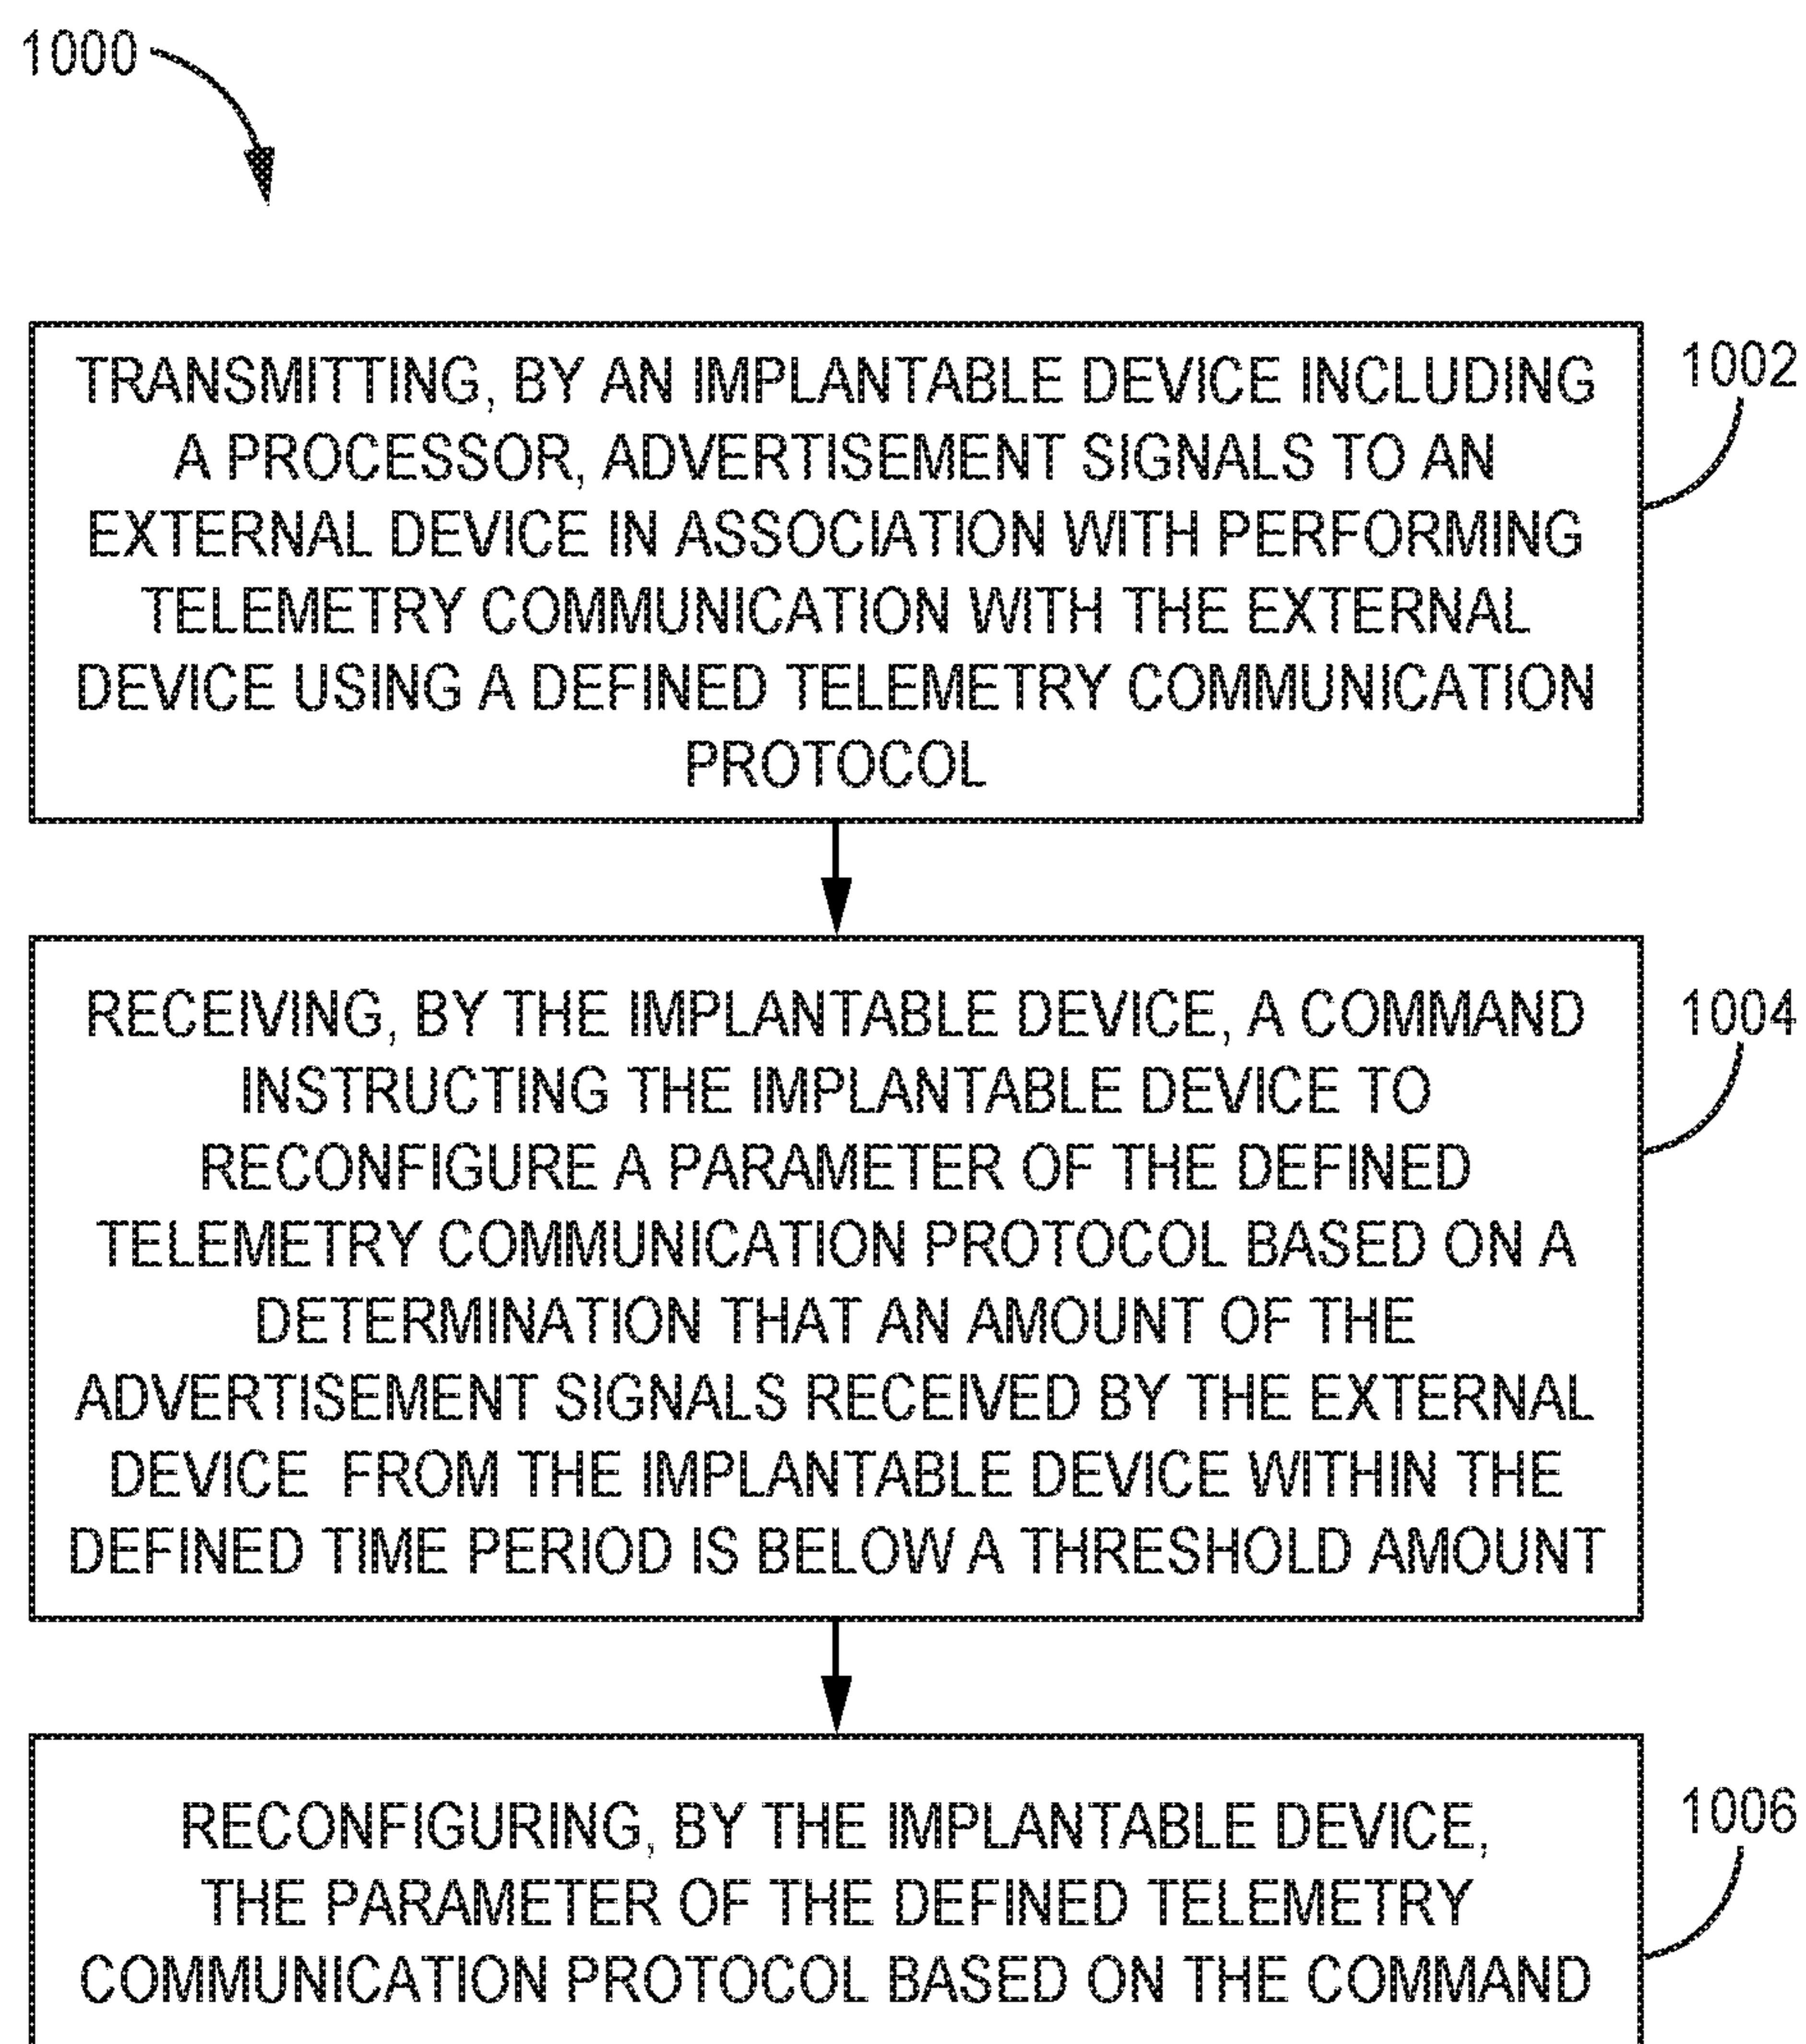 1000
TRANSMITTING, BY AN IMPLANTABLE DEVICE INCLUDING
1002
A PROCESSOR, ADVERTISEMENT SIGNALS TO AN
EXTERNAL DEVICE IN ASSOCIATION WITH PERFORMING
TELEMETRY COMMUNICATION WITH THE EXTERNAL
DEVICE USING A DEFINED TELEMETRY COMMUNICATION
PROTOCOL
RECEIVING, BY THE IMPLANTABLE DEVICE, A COMMAND
1004
INSTRUCTING THE IMPLANTABLE DEVICE TO
RECONFIGURE A PARAMETER OF THE DEFINED
TELEMETRY COMMUNICATION PROTOCOL BASED ON A
DETERMINATION THAT AN AMOUNT OF THE
ADVERTISEMENT SIGNALS RECEIVED BY THE EXTERNAL
DEVICE FROM THE IMPLANTABLE DEVICE WITHIN THE
DEFINED TIME PERIOD IS BELOW A THRESHOLD AMOUNT
RECONFIGURING, BY THE IMPLANTABLE DEVICE,
1006
THE PARAMETER OF THE DEFINED TELEMETRY
COMMUNICATION PROTOCOL BASED ON THE COMMAND